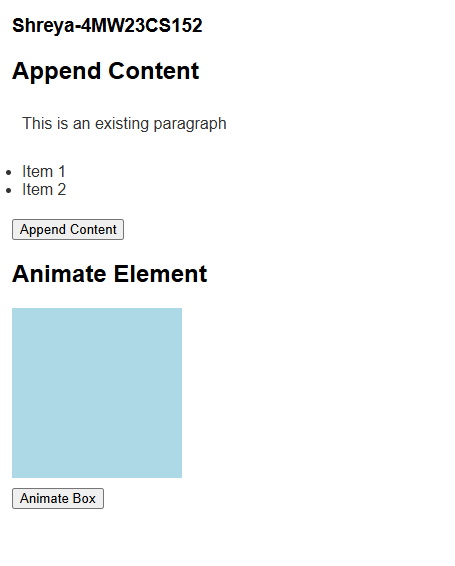 Shreya-4MW23CS152
Append Content
This is an existing paragraph
Item 1
Item 2
Append Content
Animate Element
Animate Box